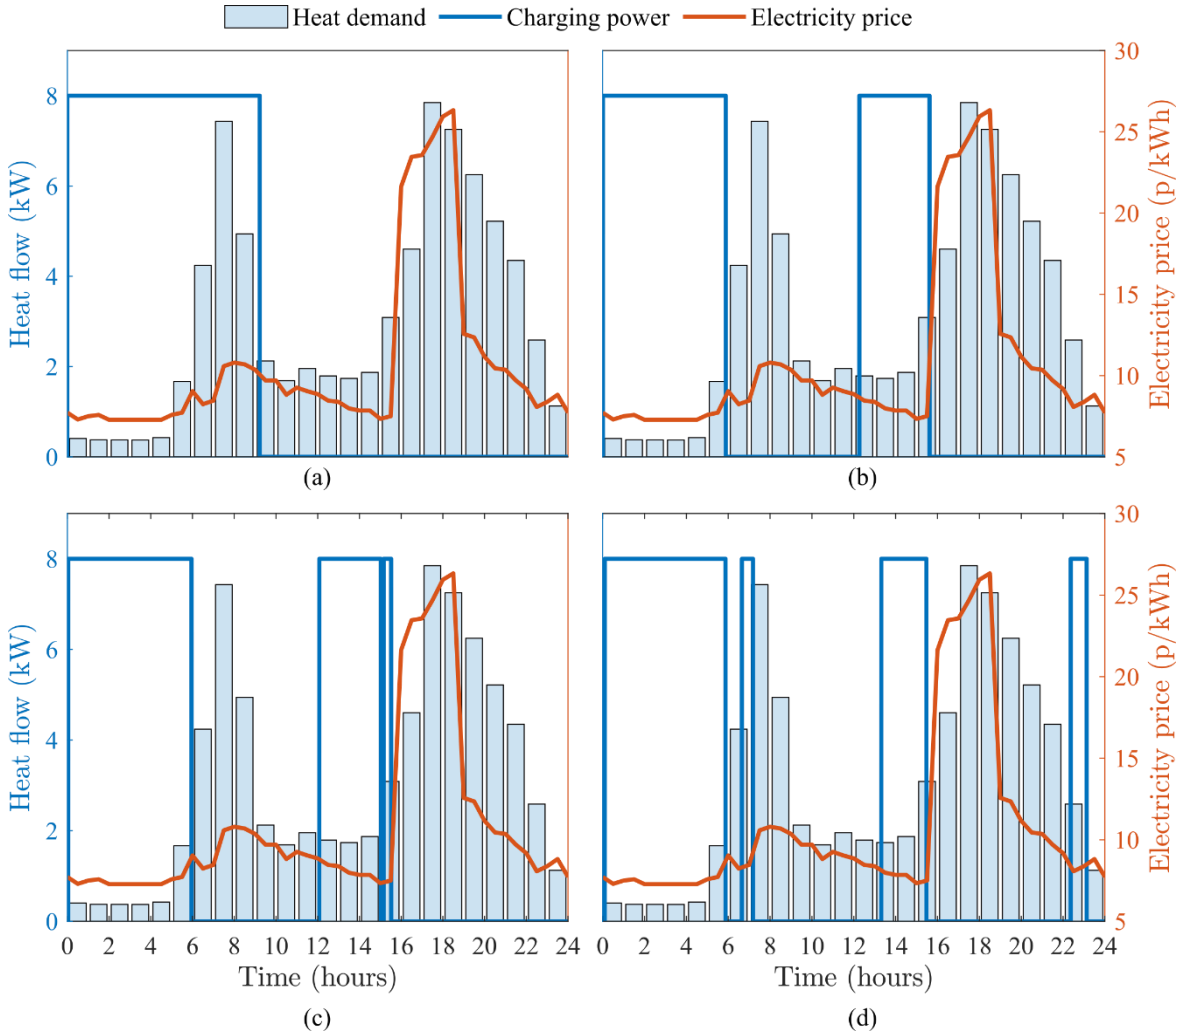 Heat demand Charging power Electricity price
Heat flow (kW)
8
6
4
2
0
(a)
30
25
20
15
10
5
Electricity price (p/kWh)
(b)
Heat flow (kW)
8
6
4
2
0
0 2 4 6 8 10 12 14 16 18 20 22 24
Time (hours)
(c)
30
25
20
15
10
5
Electricity price (p/kWh)
0 2 4 6 8 10 12 14 16 18 20 22 24
Time (hours)
(d)